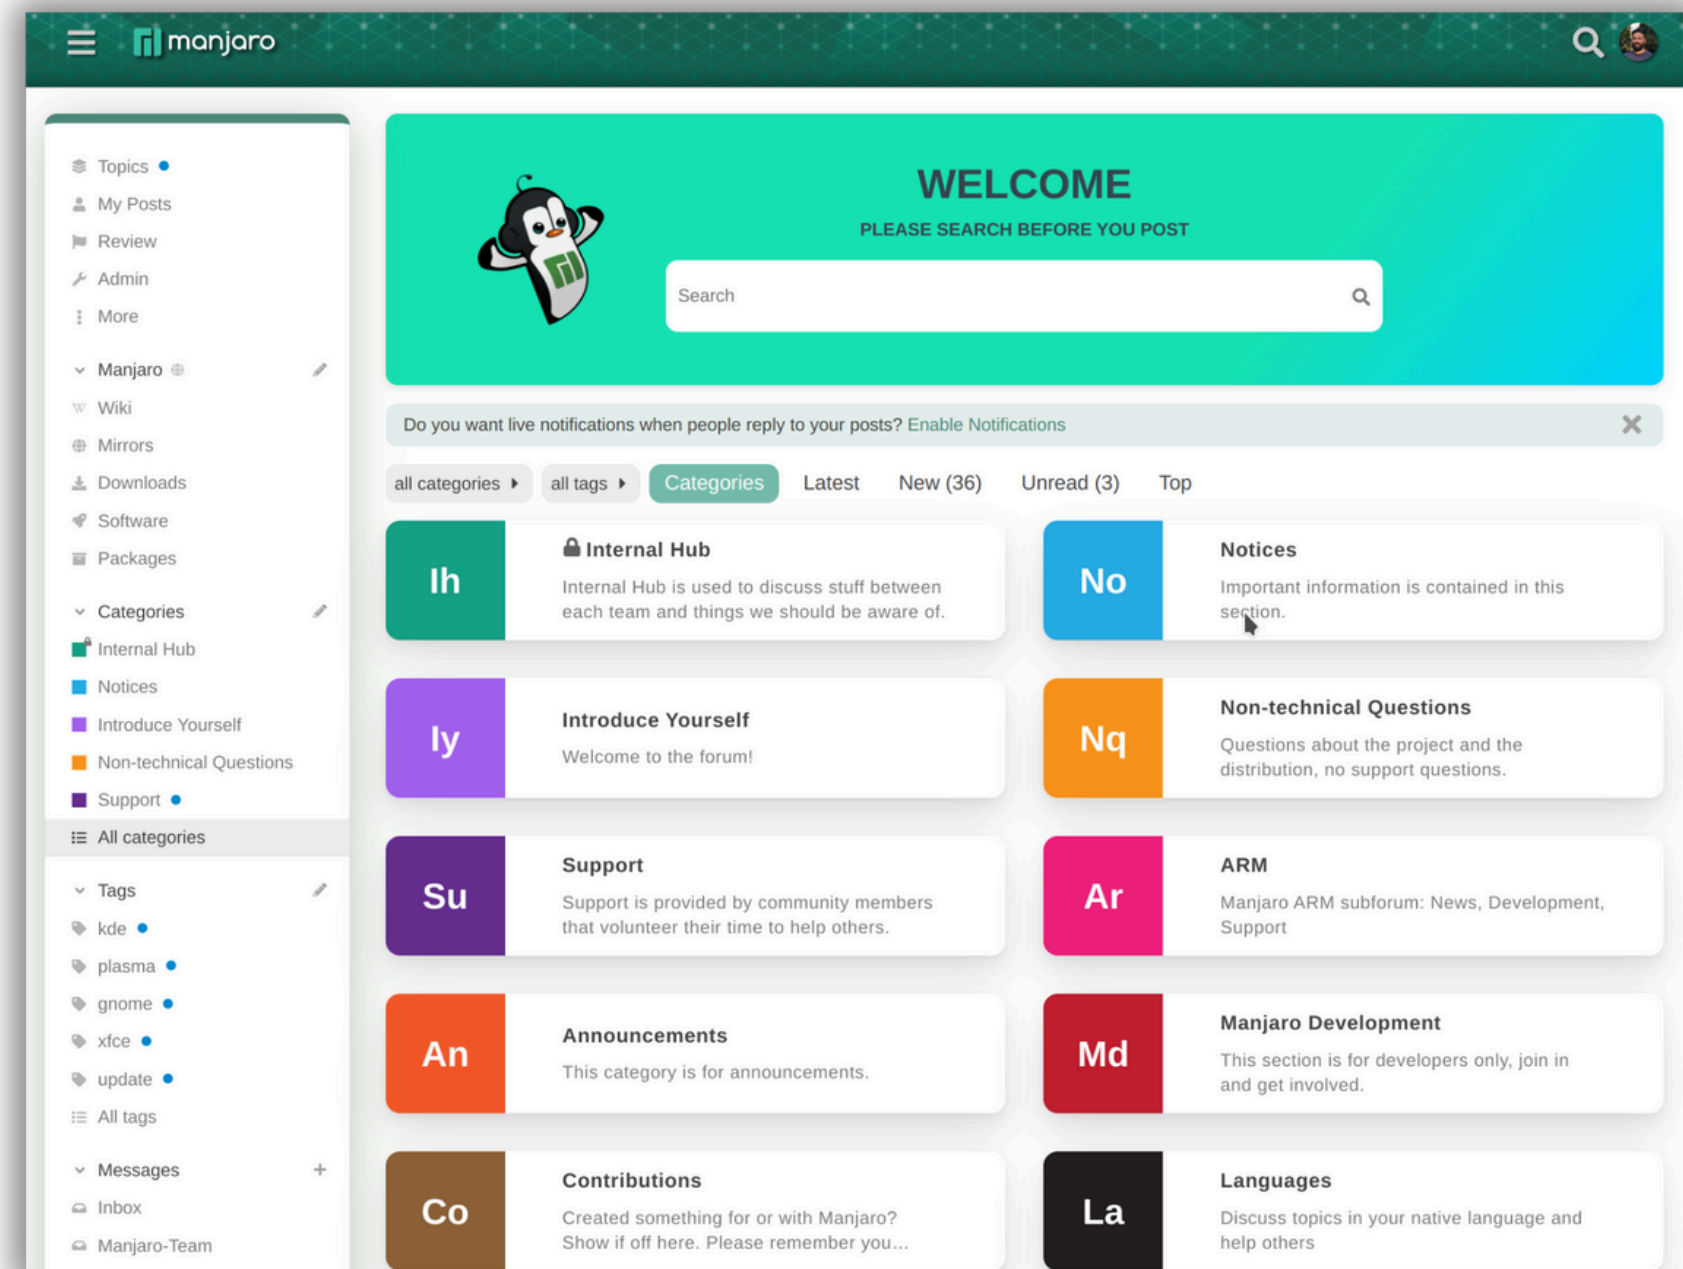 manjaro
Topics
My Posts
Review
Admin
More
Manjaro
Wiki
Mirrors
Downloads
Software
Packages
Categories
Internal Hub
Notices
Introduce Yourself
Non-technical Questions
Support
All categories
Tags
kde
plasma
gnome
xfce
update
All tags
Messages
Inbox
Manjaro-Team
WELCOME
PLEASE SEARCH BEFORE YOU POST
Search
Do you want live notifications when people reply to your posts? Enable Notifications
all categories all tags Categories Latest New (36) Unread (3) Top
Ih
Internal Hub
Internal Hub is used to discuss stuff between
each team and things we should be aware of.
No
Notices
Important information is contained in this
section.
Iy
Introduce Yourself
Welcome to the forum!
Nq
Non-technical Questions
Questions about the project and the
distribution, no support questions.
Su
Support
Support is provided by community members
that volunteer their time to help others.
Ar
ARM
Manjaro ARM subforum: News, Development,
Support
An
Announcements
This category is for announcements.
Md
Manjaro Development
This section is for developers only, join in
and get involved.
Co
Contributions
Created something for or with Manjaro?
Show if off here. Please remember you...
La
Languages
Discuss topics in your native language and
help others